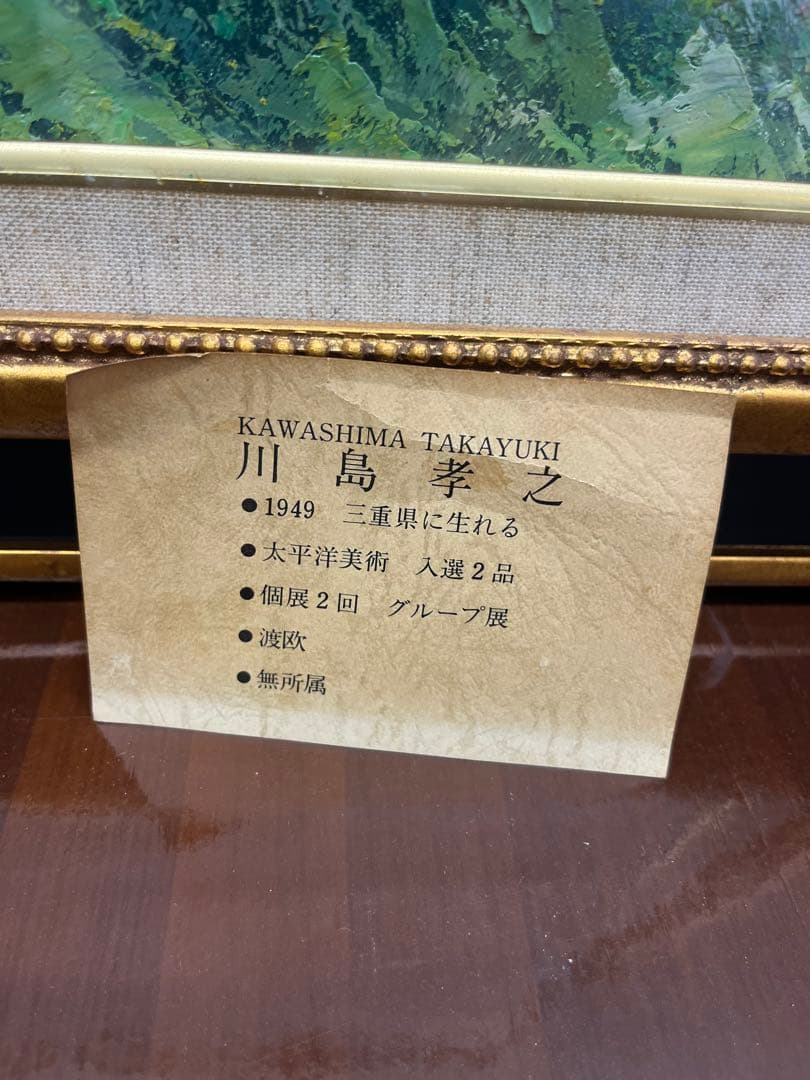 KAWASHIMA TAKAYUKI
川島孝之
●1949 三重県に生れる
●太平洋美術 入選2品
●個展2回 グループ展
●渡欧
●無所属